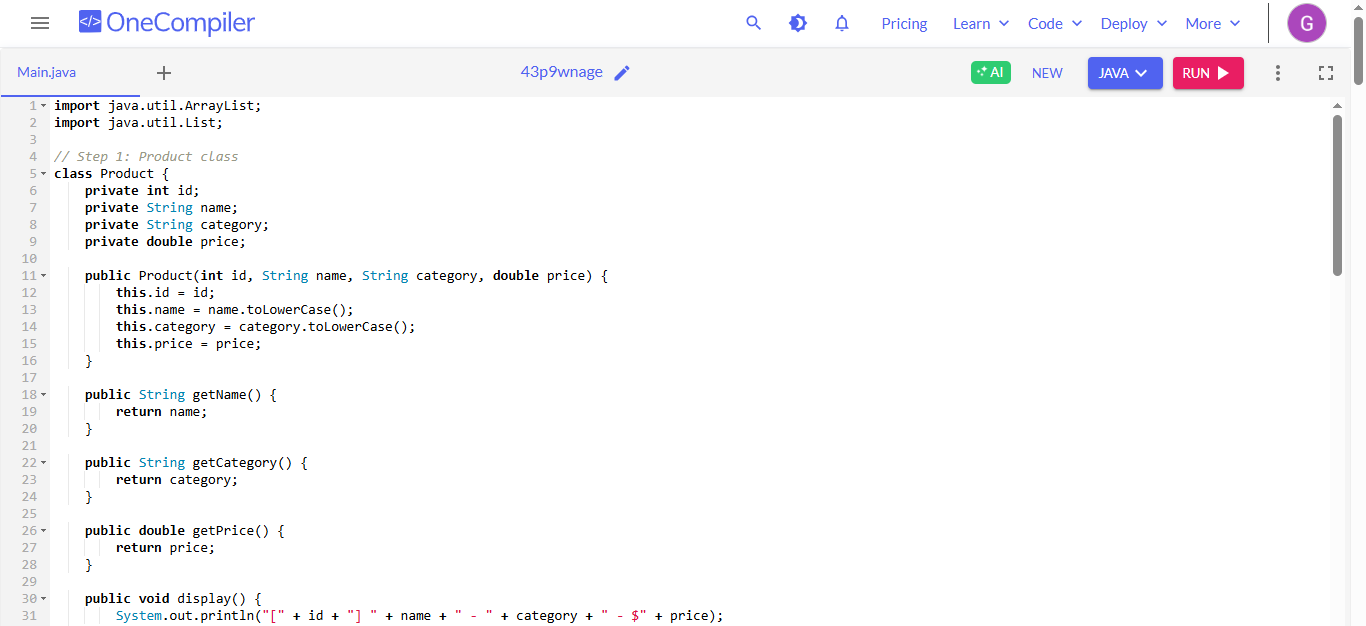 </> OneCompiler
Pricing Learn Code Deploy More G
Main.java + 43p9wnage AI NEW JAVA RUN
1 import java.util.ArrayList;
2 import java.util.List;
3
4 // Step 1: Product class
5 class Product {
6     private int id;
7     private String name;
8     private String category;
9     private double price;
10
11     public Product(int id, String name, String category, double price) {
12         this.id = id;
13         this.name = name.toLowerCase();
14         this.category = category.toLowerCase();
15         this.price = price;
16     }
17
18     public String getName() {
19         return name;
20     }
21
22     public String getCategory() {
23         return category;
24     }
25
26     public double getPrice() {
27         return price;
28     }
29
30     public void display() {
31         System.out.println("[" + id + "] " + name + " - " + category + " - $" + price);